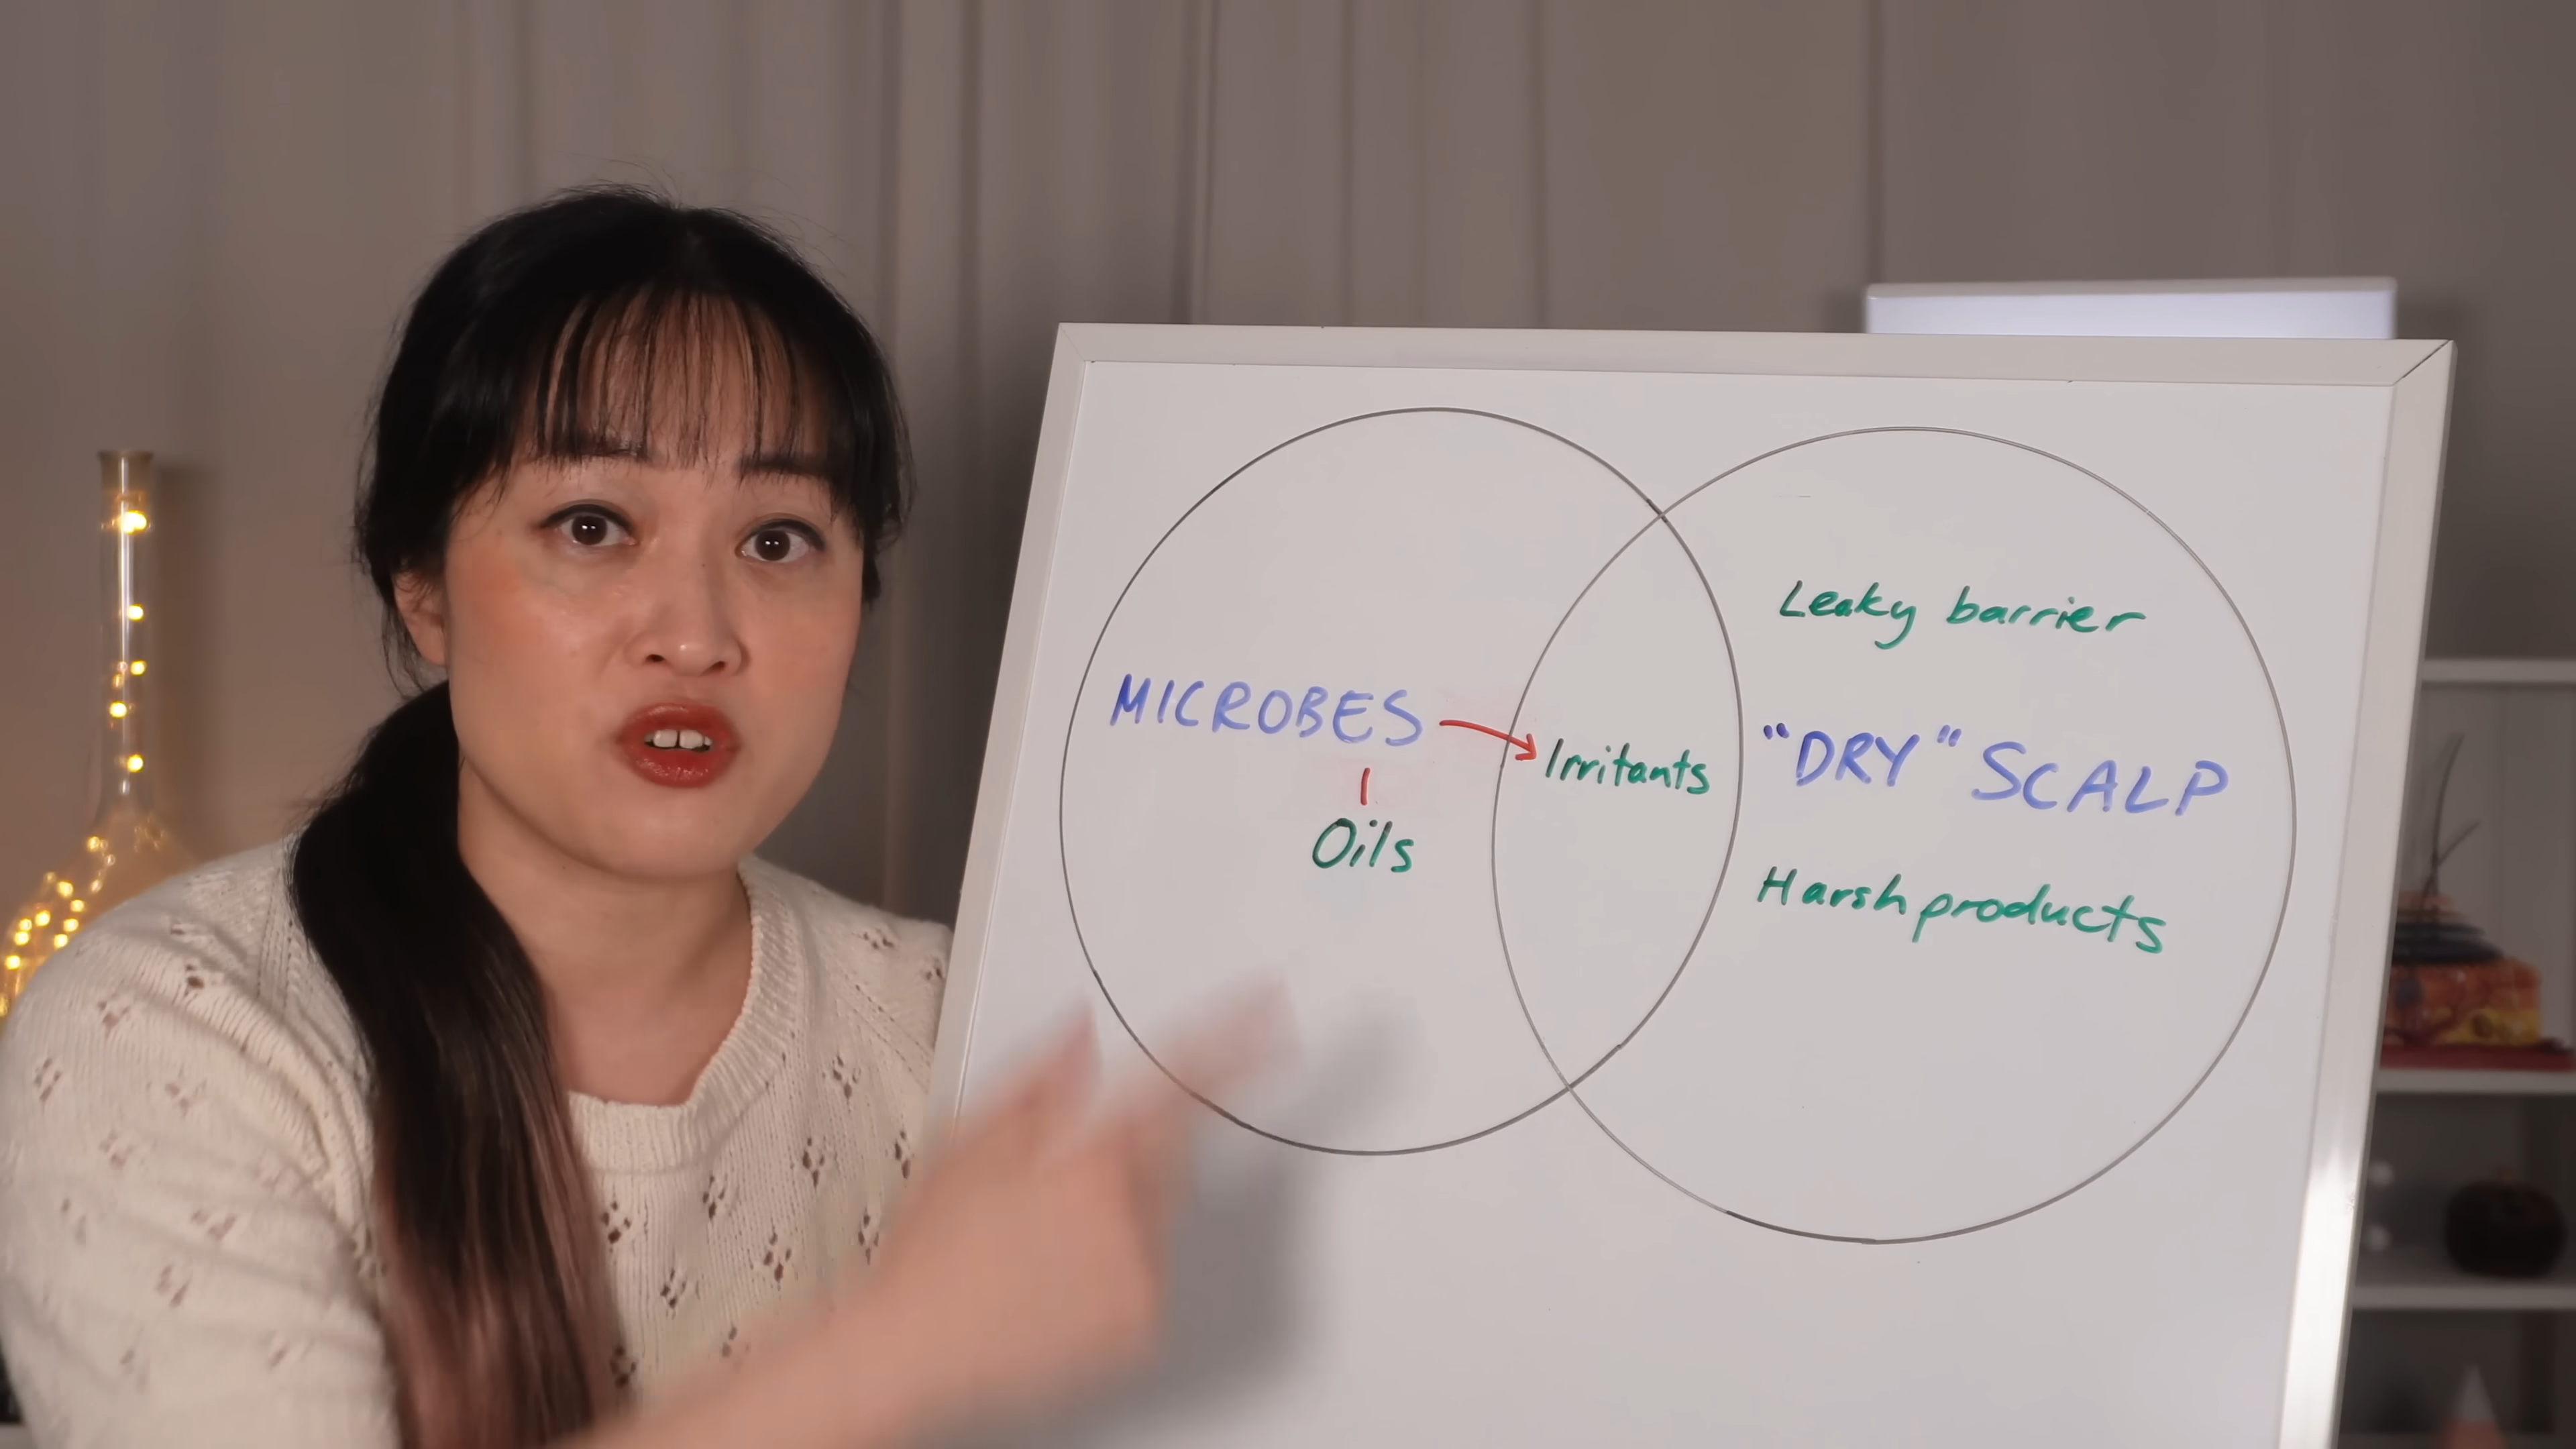 MICROBES
Oils
Irritants
Leaky barrier
"DRY" SCALP
Harsh products